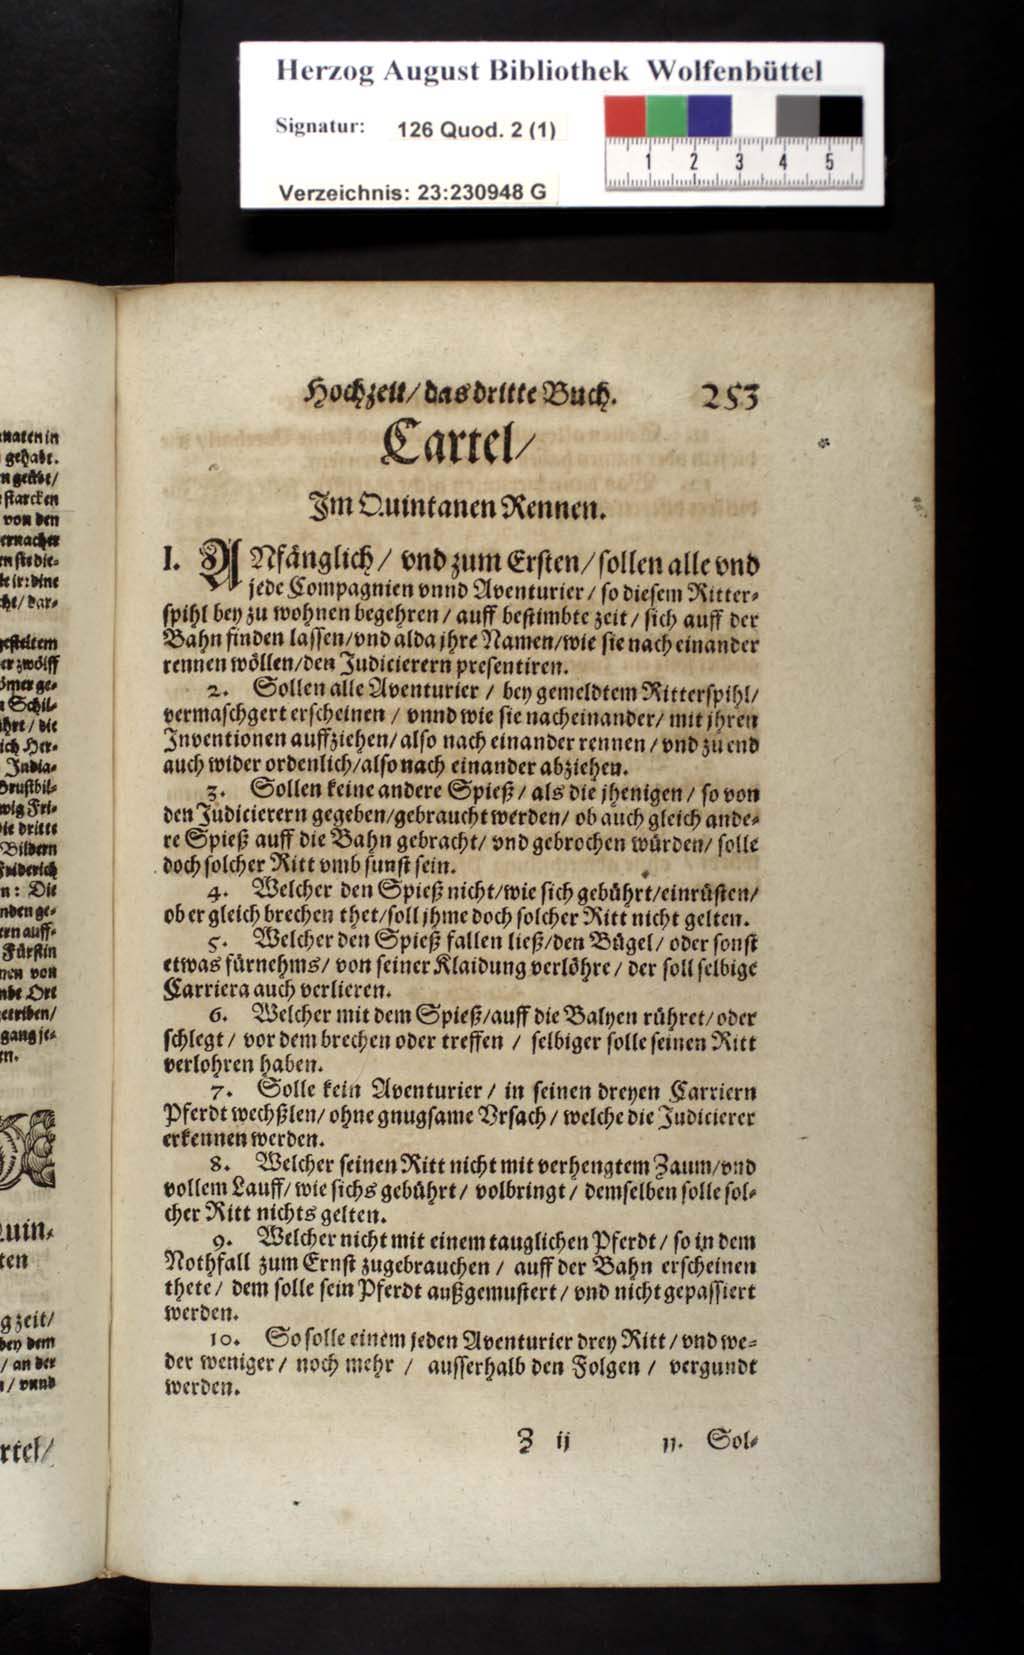 Herzog August Bibliothek Wolfenbüttel
Signatur: 126 Quod. 2 (1)
1 2 3 4 5
Verzeichnis: 23:230948 G
Hochzeit/ das dritte Buch. 253
Cartel/
Im Quintanen Rennen.
I. ANfänglich/ vnd zum Ersten/ sollen alle vnd
jede Compagnien vnnd Aventurier/ so diesem Ritter-
spihl bey zu wohnen begehren/ auff bestimbte zeit/ sich auff der
Bahn finden lassen/ vnd alda jhre Namen/ wie sie nach einander
rennen wöllen/ den Judicierern presentiren.
2. Sollen alle Aventurier/ bey gemeldtem Ritterspihl/
vermaschgert erscheinen/ vnnd wie sie nacheinander/ mit jhren
Inventionen auffziehen/ also nach einander rennen/ vnd zu end
auch wider ordenlich/ also nach einander abziehen.
3. Sollen keine andere Spieß/ als die jhenigen/ so von
den Judicierern gegeben/ gebraucht werden/ ob auch gleich ande-
re Spieß auff die Bahn gebracht/ vnd gebrochen würden/ solle
doch solcher Ritt vmb sunst sein.
4. Welcher den Spieß nicht/ wie sich gebührt/ einrüsten/
ob er gleich brechen thet/ soll jhme doch solcher Ritt nicht gelten.
5. Welcher den Spieß fallen ließ/ den Bügel/ oder sonst
etwas fürnehms/ von seiner Klaidung verlöhre/ der soll selbige
Carriera auch verlieren.
6. Welcher mit dem Spieß/ auff die Balyen rühret/ oder
schlegt/ vor dem brechen oder treffen/ selbiger solle seinen Ritt
verlohren haben.
7. Solle kein Aventurier/ in seinen dreyen Carriern
Pferdt wechßlen/ ohne gnugsame Vrsach/ welche die Judicierer
erkennen werden.
8. Welcher seinen Ritt nicht mit verhengtem Zaum/ vnd
vollem Lauff/ wie sichs gebührt/ volbringt/ demselben solle sol-
cher Ritt nichts gelten.
9. Welcher nicht mit einem tauglichen Pferdt/ so in dem
Nothfall zum Ernst zugebrauchen/ auff der Bahn erscheinen
thete/ dem solle sein Pferdt außgemustert/ vnd nicht gepassiert
werden.
10. So solle einem jeden Aventurier drey Ritt/ vnd we-
der weniger/ noch mehr/ ausserhalb den Folgen/ vergundt
werden.
Z ij 11. Sol-